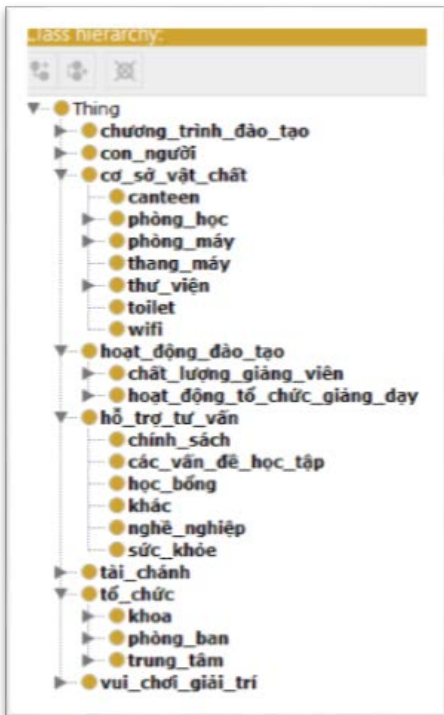 Class hierarchy:
Thing
chương_trình_đào_tạo
con_người
cơ_sở_vật_chất
canteen
phòng_học
phòng_máy
thang_máy
thư_viện
toilet
wifi
hoạt_động_đào_tạo
chất_lượng_giảng_viên
hoạt_động_tổ_chức_giảng_dạy
hỗ_trợ_tư_vấn
chính_sách
các_vấn_đề_học_tập
học_bổng
khác
nghề_nghiệp
sức_khỏe
tài_chánh
tổ_chức
khoa
phòng_ban
trung_tâm
vui_chơi_giải_trí